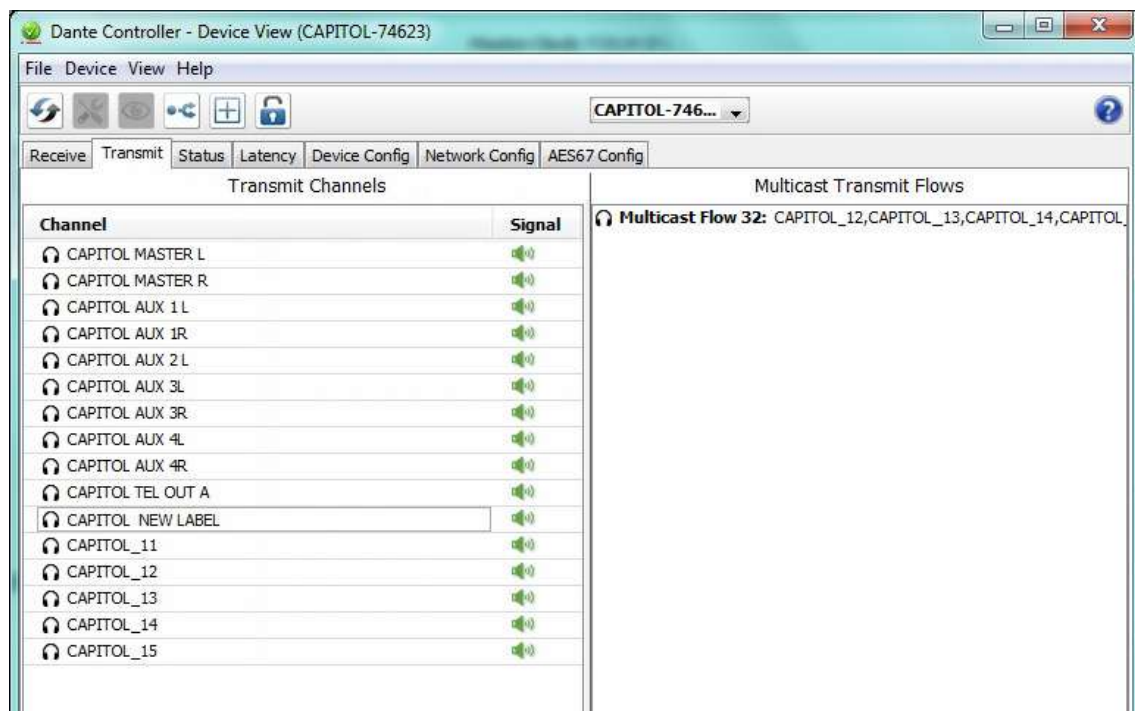 Dante Controller - Device View (CAPITOL-74623)
File Device View Help
CAPITOL-746...
?
Receive Transmit Status Latency Device Config Network Config AES67 Config
Transmit Channels
Multicast Transmit Flows
Channel Signal
Multicast Flow 32: CAPITOL_12,CAPITOL_13,CAPITOL_14,CAPITOL_
CAPITOL MASTER L
CAPITOL MASTER R
CAPITOL AUX 1 L
CAPITOL AUX 1R
CAPITOL AUX 2 L
CAPITOL AUX 3L
CAPITOL AUX 3R
CAPITOL AUX 4L
CAPITOL AUX 4R
CAPITOL TEL OUT A
CAPITOL NEW LABEL
CAPITOL_11
CAPITOL_12
CAPITOL_13
CAPITOL_14
CAPITOL_15